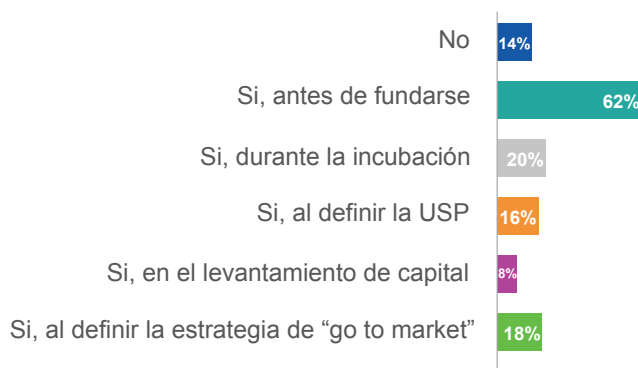 No
14%
Si, antes de fundarse
62%
Si, durante la incubación
20%
Si, al definir la USP
16%
Si, en el levantamiento de capital
8%
Si, al definir la estrategia de “go to market”
18%